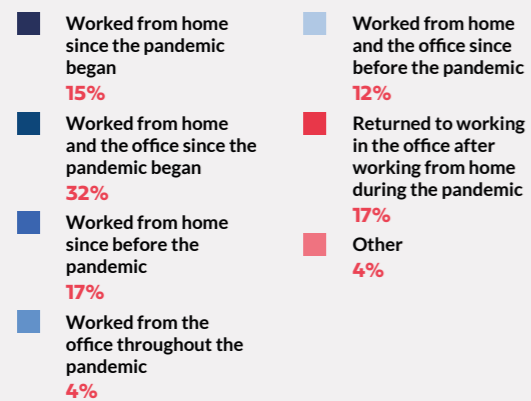 Worked from home
since the pandemic
began
15%
Worked from home
and the office since the
pandemic began
32%
Worked from home
since before the
pandemic
17%
Worked from the
office throughout the
pandemic
4%
Worked from home
and the office since
before the pandemic
12%
Returned to working
in the office after
working from home
during the pandemic
17%
Other
4%